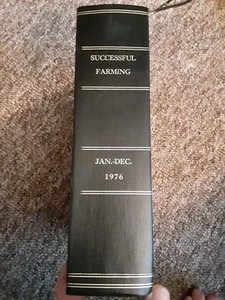 SUCCESSFUL
FARMING
JAN.-DEC.
1976